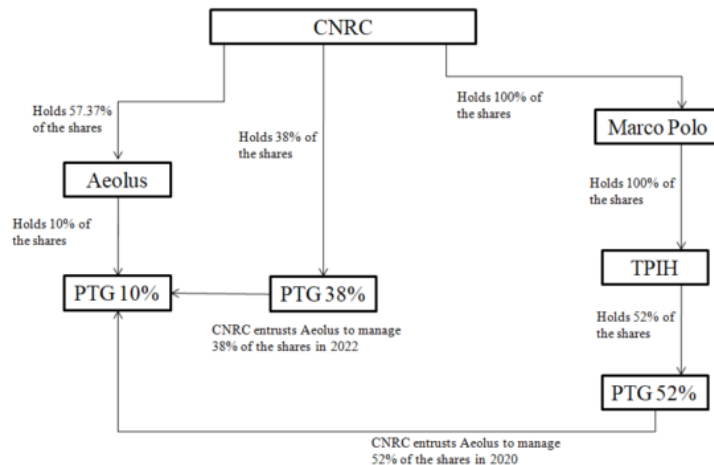 CNRC
Holds 57.37%
of the shares
Holds 38% of
the shares
Holds 100% of
the shares
Marco Polo
Aeolus
Holds 100% of
the shares
Holds 10% of
the shares
TPIH
PTG 10%
PTG 38%
Holds 52% of
the shares
CNRC entrusts Aeolus to manage
38% of the shares in 2022
PTG 52%
CNRC entrusts Aeolus to manage
52% of the shares in 2020